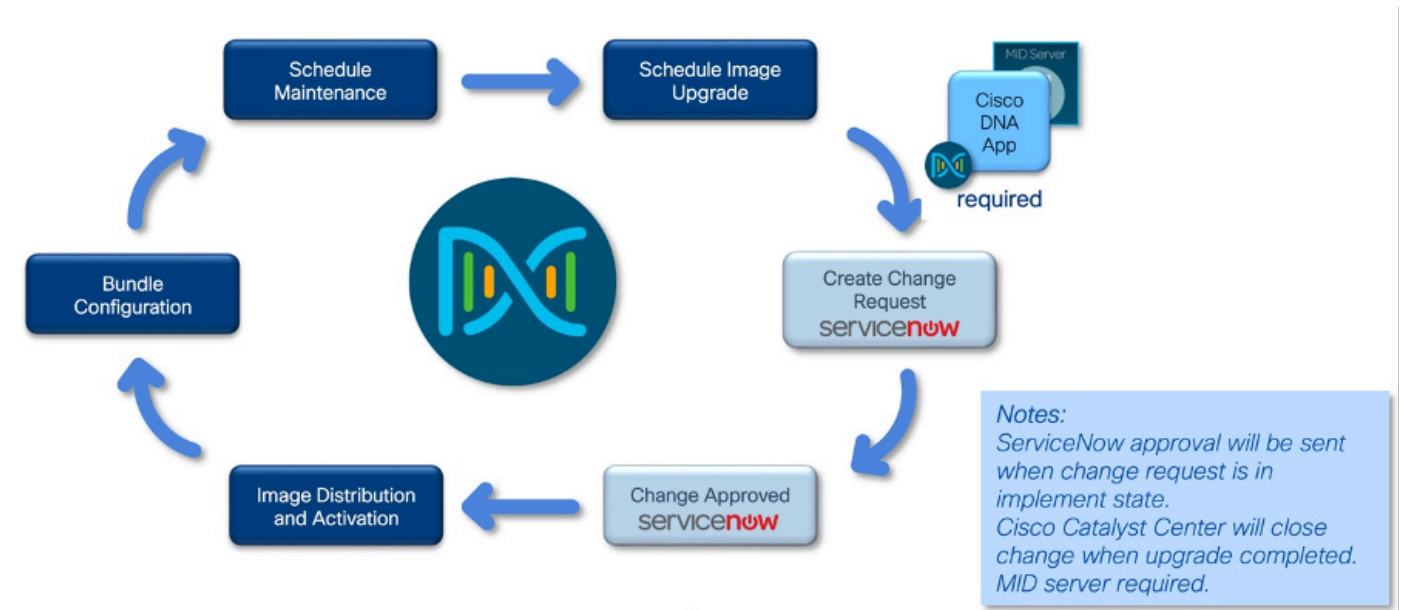 Schedule
Maintenance
Schedule Image
Upgrade
MID Server
Cisco
DNA
App
required
Create Change
Request
servicenow
Bundle
Configuration
Notes:
ServiceNow approval will be sent
when change request is in
implement state.
Cisco Catalyst Center will close
change when upgrade completed.
MID server required.
Image Distribution
and Activation
Change Approved
servicenow